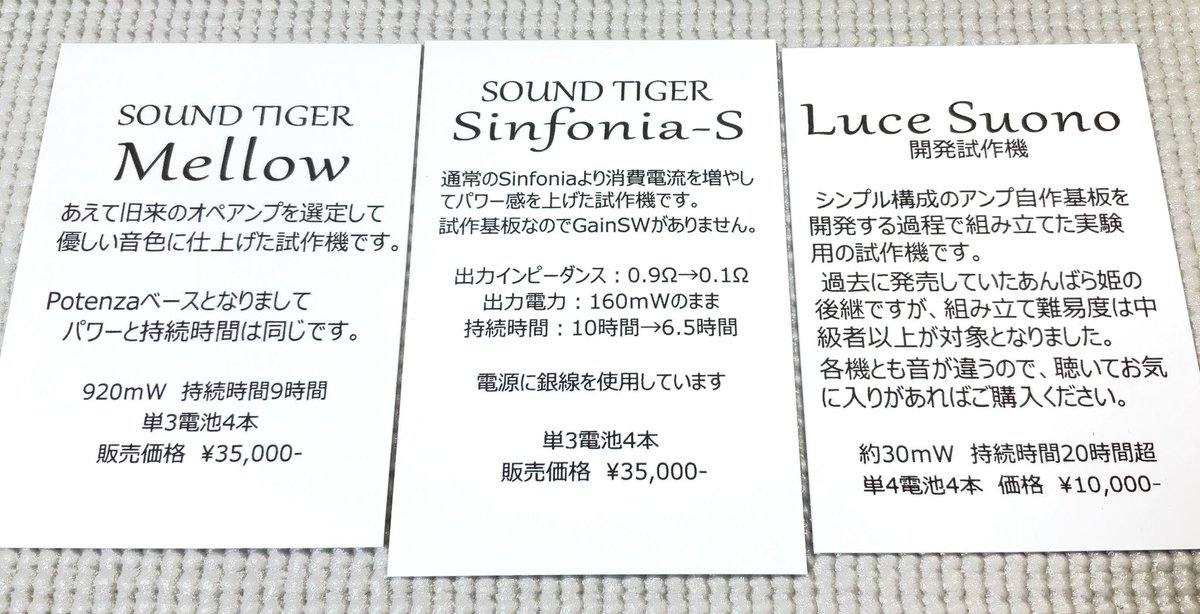 SOUND TIGER
Mellow
あえて旧来のオペアンプを選定して
優しい音色に仕上げた試作機です。
Potenzaベースとなりまして
パワーと持続時間は同じです。
920mW 持続時間9時間
単3電池4本
販売価格 ¥35,000-
SOUND TIGER
Sinfonia-S
通常のSinfoniaより消費電流を増やし
てパワー感を上げた試作機です。
試作基板なのでGainSWがありません。
出力インピーダンス：0.9Ω→0.1Ω
出力電力：160mWのまま
持続時間：10時間→6.5時間
電源に銀線を使用しています
単3電池4本
販売価格 ¥35,000-
Luce Suono
開発試作機
シンプル構成のアンプ自作基板を
開発する過程で組み立てた実験
用の試作機です。
過去に発売していたあんばら姫の
後継ですが、組み立て難易度は中
級者以上が対象となりました。
各機とも音が違うので、聴いてお気
に入りがあればご購入ください。
約30mW 持続時間20時間超
単4電池4本 価格 ¥10,000-